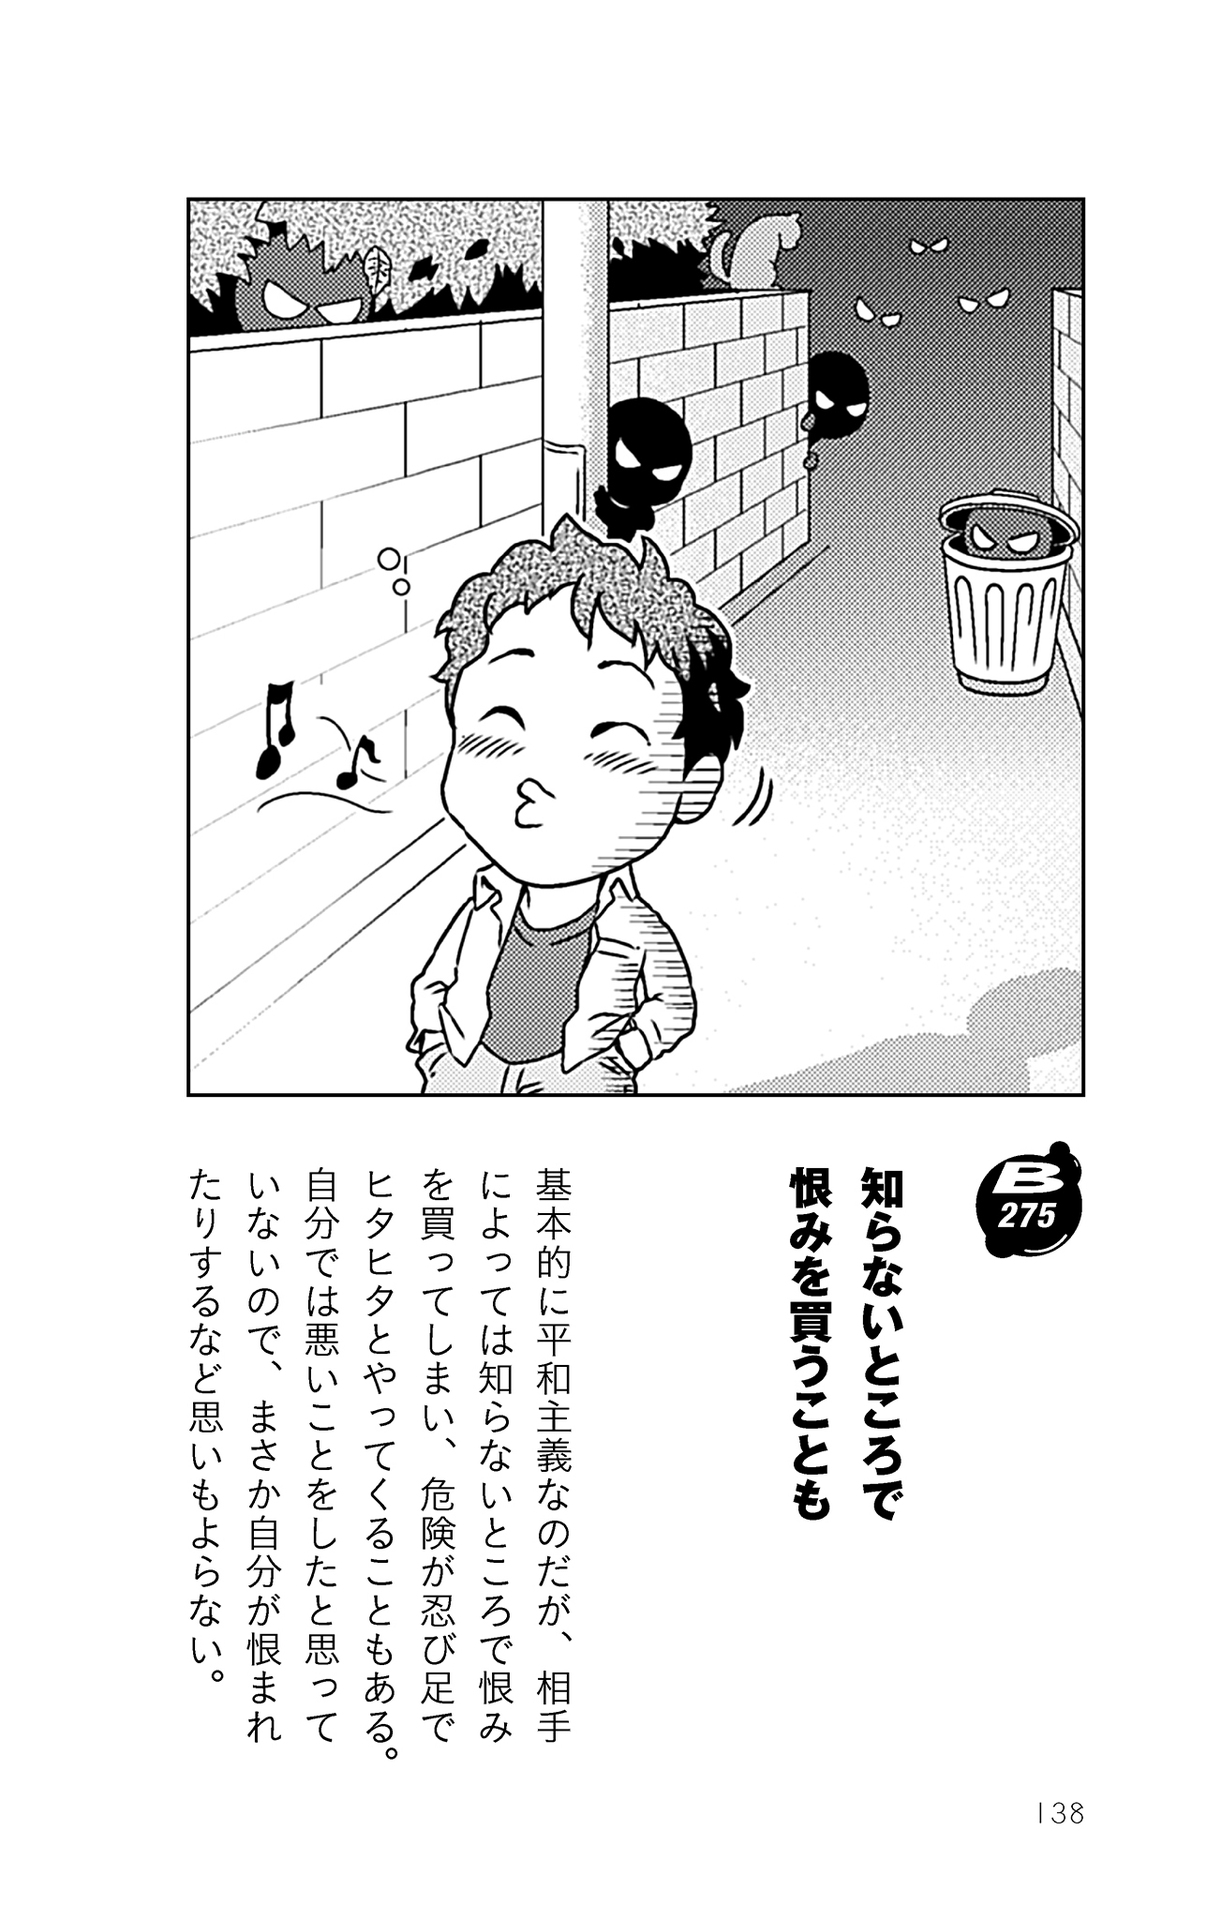 B
275
知らないところで
恨みを買うことも
基本的に平和主義なのだが、相手
によっては知らないところで恨み
を買ってしまい、危険が忍び足で
ヒタヒタとやってくることもある。
自分では悪いことをしたと思って
いないので、まさか自分が恨まれ
たりするなど思いもよらない。
138